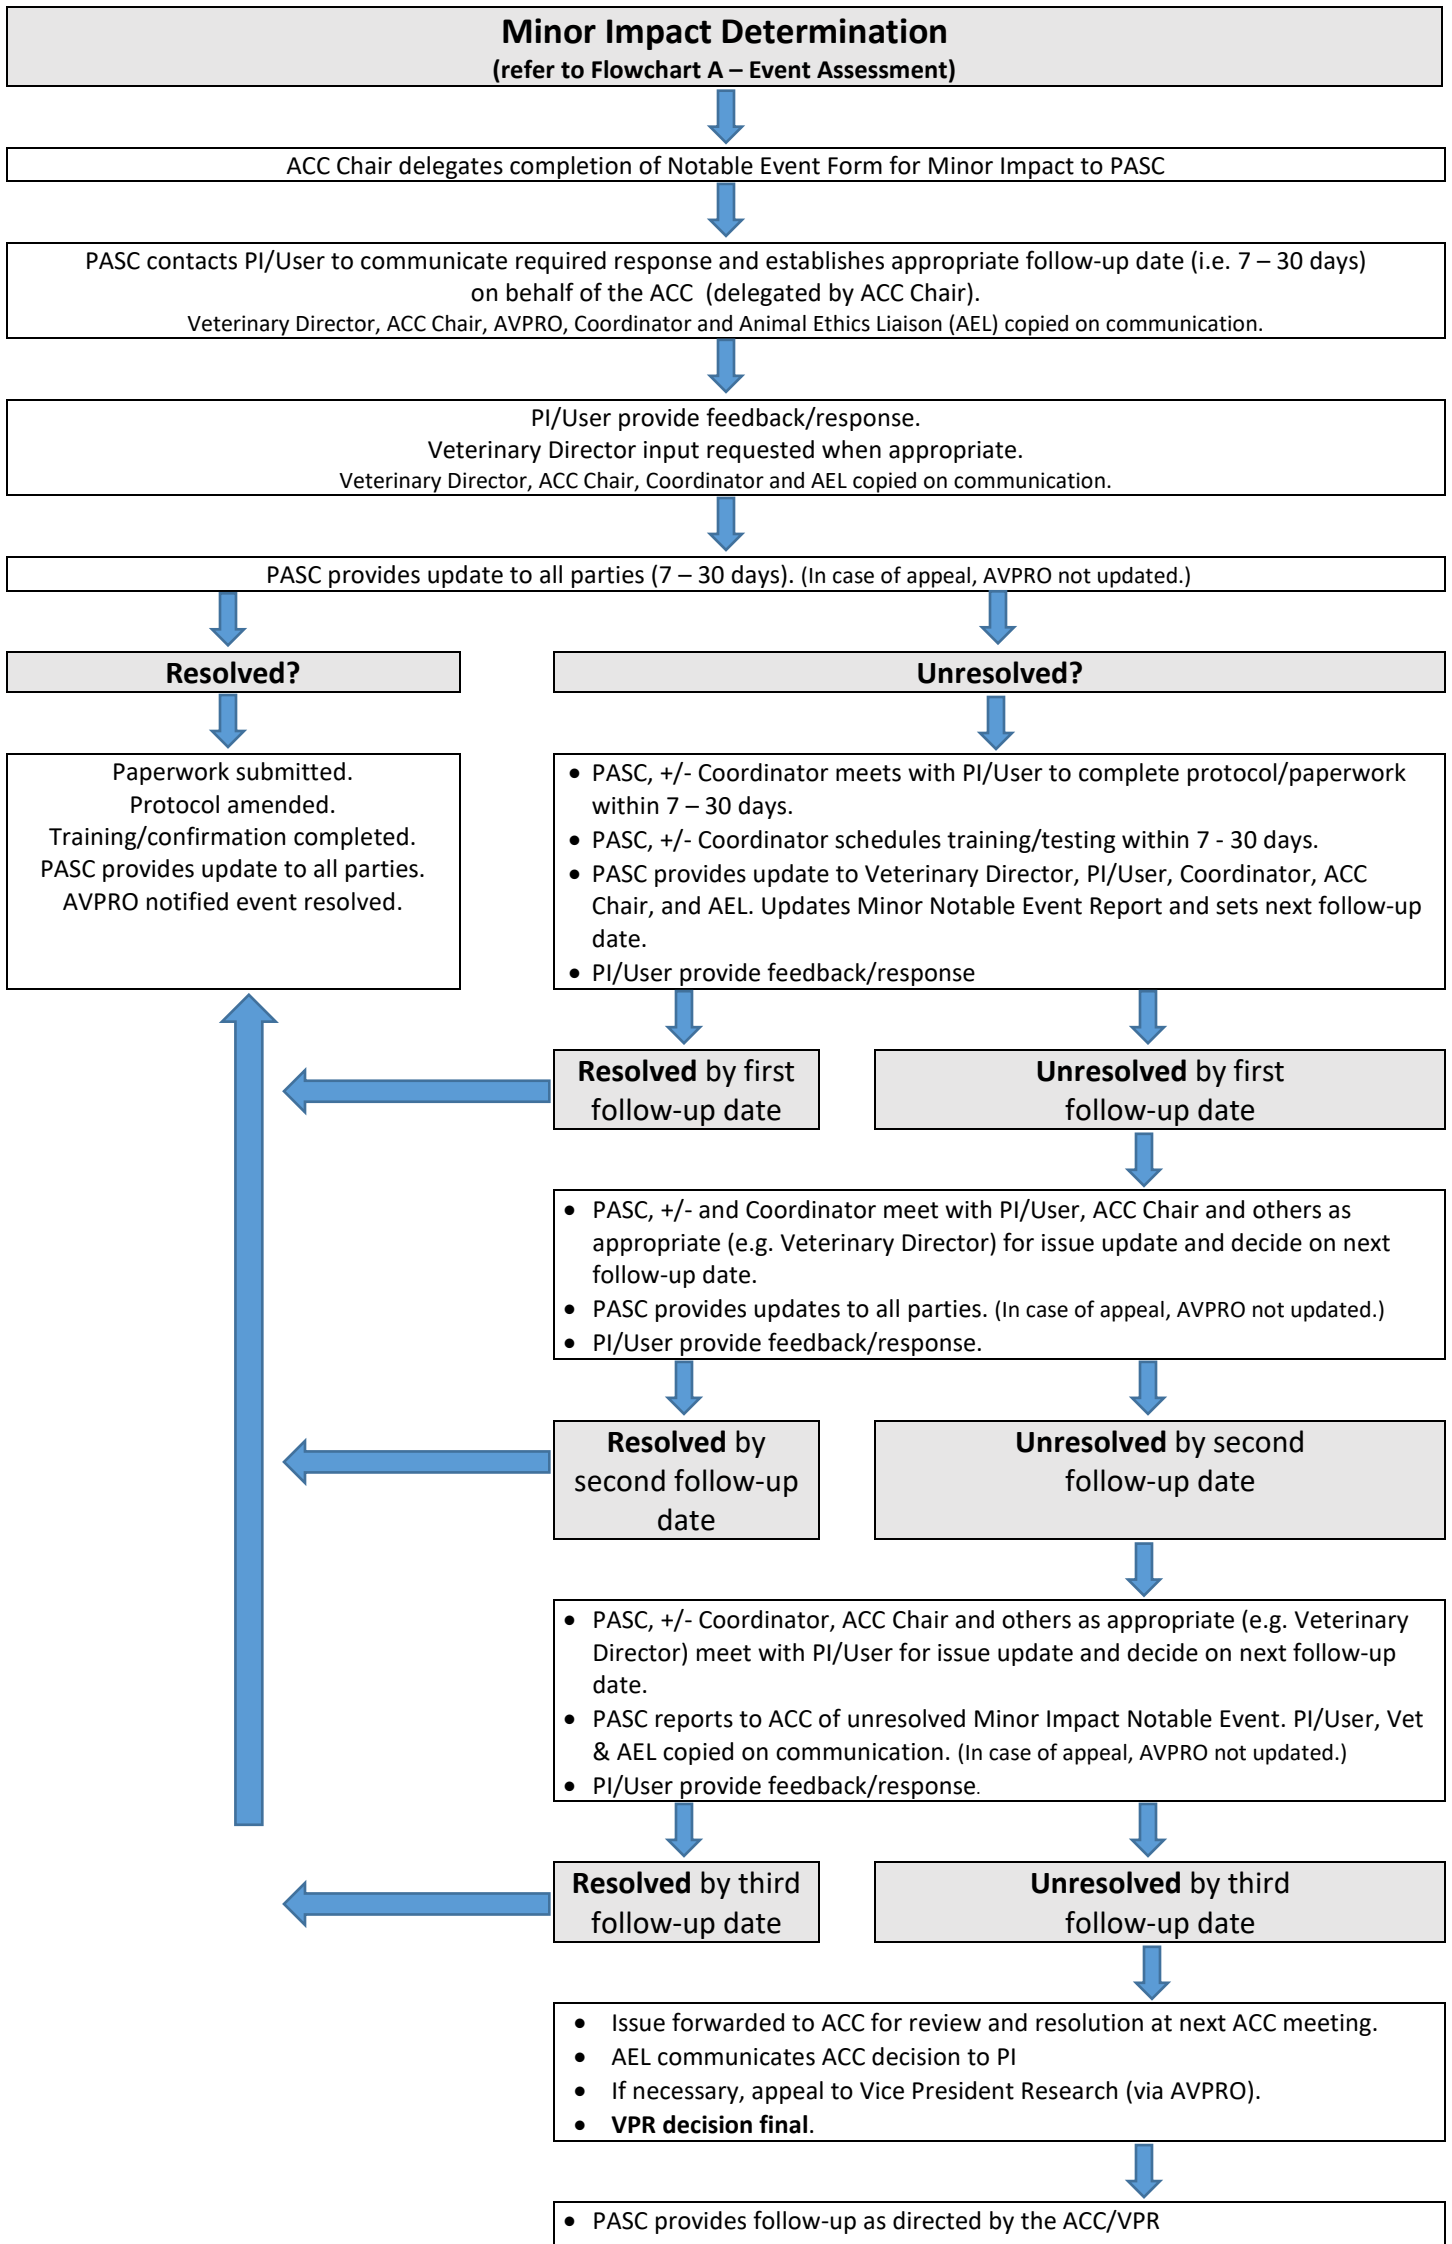 Minor Impact Determination
(refer to Flowchart A – Event Assessment)
ACC Chair delegates completion of Notable Event Form for Minor Impact to PASC
PASC contacts PI/User to communicate required response and establishes appropriate follow-up date (i.e. 7 – 30 days)
on behalf of the ACC (delegated by ACC Chair).
Veterinary Director, ACC Chair, AVPRO, Coordinator and Animal Ethics Liaison (AEL) copied on communication.
PI/User provide feedback/response.
Veterinary Director input requested when appropriate.
Veterinary Director, ACC Chair, Coordinator and AEL copied on communication.
PASC provides update to all parties (7 – 30 days). (In case of appeal, AVPRO not updated.)
Resolved?
Unresolved?
Paperwork submitted.
Protocol amended.
Training/confirmation completed.
PASC provides update to all parties.
AVPRO notified event resolved.
• PASC, +/- Coordinator meets with PI/User to complete protocol/paperwork
within 7 – 30 days.
• PASC, +/- Coordinator schedules training/testing within 7 - 30 days.
• PASC provides update to Veterinary Director, PI/User, Coordinator, ACC
Chair, and AEL. Updates Minor Notable Event Report and sets next follow-up
date.
• PI/User provide feedback/response
Resolved by first
follow-up date
Unresolved by first
follow-up date
• PASC, +/- and Coordinator meet with PI/User, ACC Chair and others as
appropriate (e.g. Veterinary Director) for issue update and decide on next
follow-up date.
• PASC provides updates to all parties. (In case of appeal, AVPRO not updated.)
• PI/User provide feedback/response.
Resolved by
second follow-up
date
Unresolved by second
follow-up date
• PASC, +/- Coordinator, ACC Chair and others as appropriate (e.g. Veterinary
Director) meet with PI/User for issue update and decide on next follow-up
date.
• PASC reports to ACC of unresolved Minor Impact Notable Event. PI/User, Vet
& AEL copied on communication. (In case of appeal, AVPRO not updated.)
• PI/User provide feedback/response.
Resolved by third
follow-up date
Unresolved by third
follow-up date
• Issue forwarded to ACC for review and resolution at next ACC meeting.
• AEL communicates ACC decision to PI
• If necessary, appeal to Vice President Research (via AVPRO).
• VPR decision final.
• PASC provides follow-up as directed by the ACC/VPR